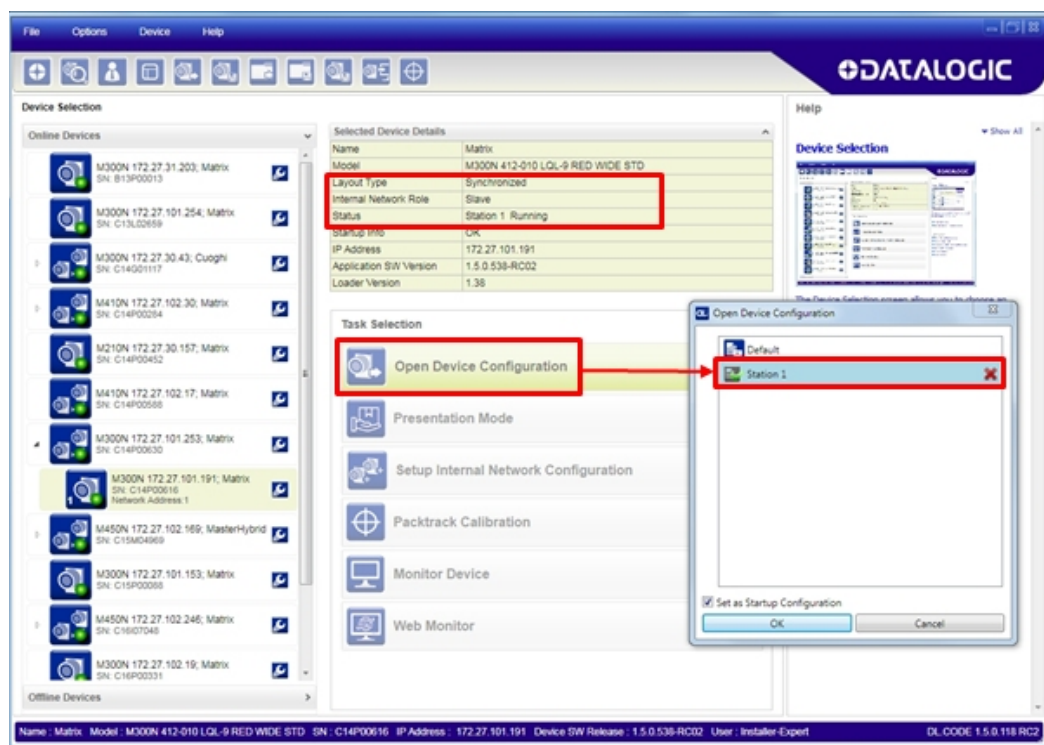 File Options Device Help
DATALOGIC
Device Selection
Online Devices
M300N 172.27.31.203; Matrix
SN: B13P00013
M300N 172.27.101.254; Matrix
SN: C13L02659
M300N 172.27.30.43; Cuoghi
SN: C14G01117
M410N 172.27.102.30; Matrix
SN: C14P00284
M210N 172.27.30.157; Matrix
SN: C14P00452
M410N 172.27.102.17; Matrix
SN: C14P00588
M300N 172.27.101.253; Matrix
SN: C14P00630
1
M300N 172.27.101.191; Matrix
SN: C14P00616
Network Address:1
M450N 172.27.102.169; MasterHybrid
SN: C15M04969
M300N 172.27.101.153; Matrix
SN: C15P00088
M450N 172.27.102.246; Matrix
SN: C16I07048
M300N 172.27.102.19; Matrix
SN: C16P00331
Offline Devices
Selected Device Details
Name Matrix
Model M300N 412-010 LQL-9 RED WIDE STD
Layout Type Synchronized
Internal Network Role Slave
Status Station 1 Running
Startup Info OK
IP Address 172.27.101.191
Application SW Version 1.5.0.538-RC02
Loader Version 1.38
Task Selection
Open Device Configuration
Presentation Mode
Setup Internal Network Configuration
Packtrack Calibration
Monitor Device
Web Monitor
Help
Show All
Device Selection
The Device Selection screen allows you to choose an
Open Device Configuration
Default
Station 1
Set as Startup Configuration
OK Cancel
Name : Matrix Model : M300N 412-010 LQL-9 RED WIDE STD SN : C14P00616 IP Address : 172.27.101.191 Device SW Release : 1.5.0.538-RC02 User : Installer-Expert DL.CODE 1.5.0.118 RC2